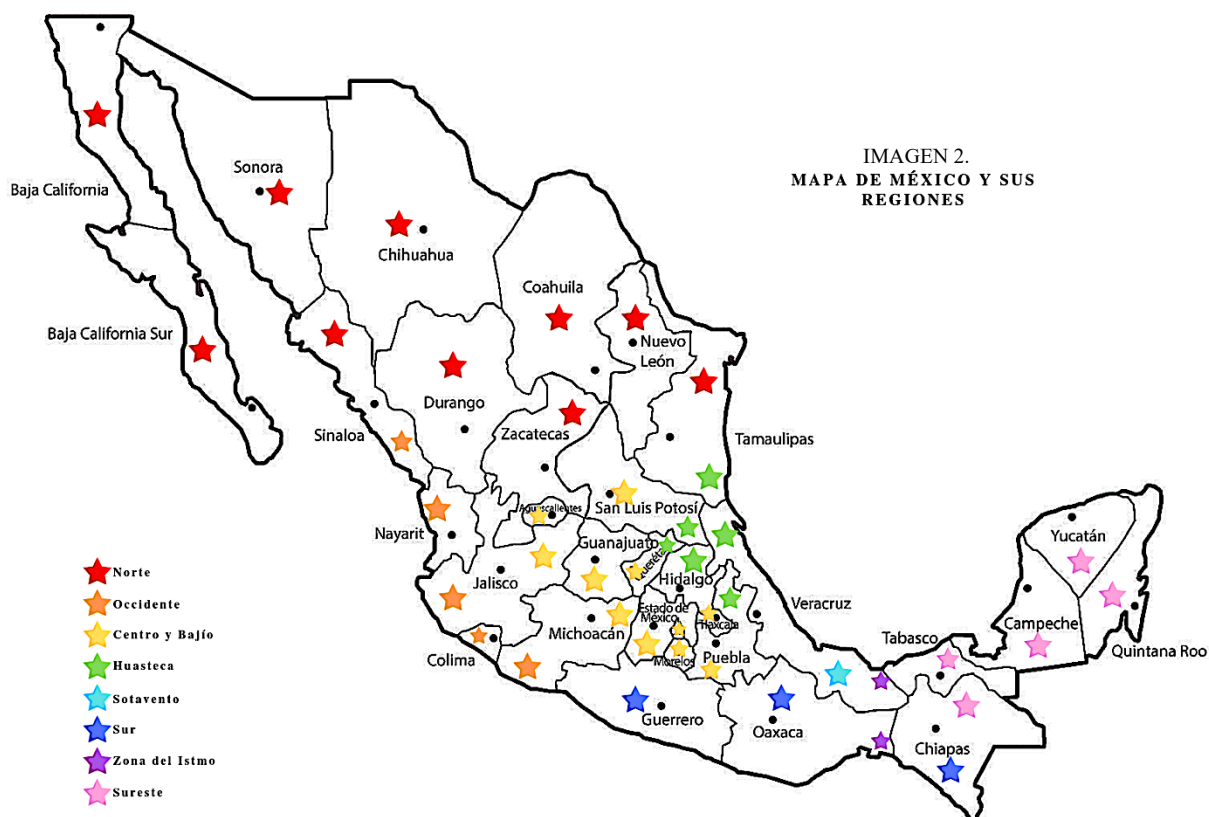 IMAGEN 2.
MAPA DE MÉXICO Y SUS
REGIONES
Baja California
Sonora
Chihuahua
Coahuila
Nuevo
León
Baja California Sur
Durango
Sinaloa
Zacatecas
Tamaulipas
Aguascalientes
San Luis Potosí
Nayarit
Guanajuato
Jalisco
Hidalgo
Michoacán
Estado de
México
Tlaxcala
Veracruz
Colima
Morelos
Puebla
Yucatán
Campeche
Tabasco
Quintana Roo
Guerrero
Oaxaca
Chiapas
Norte
Occidente
Centro y Bajío
Huasteca
Sotavento
Sur
Zona del Istmo
Sureste